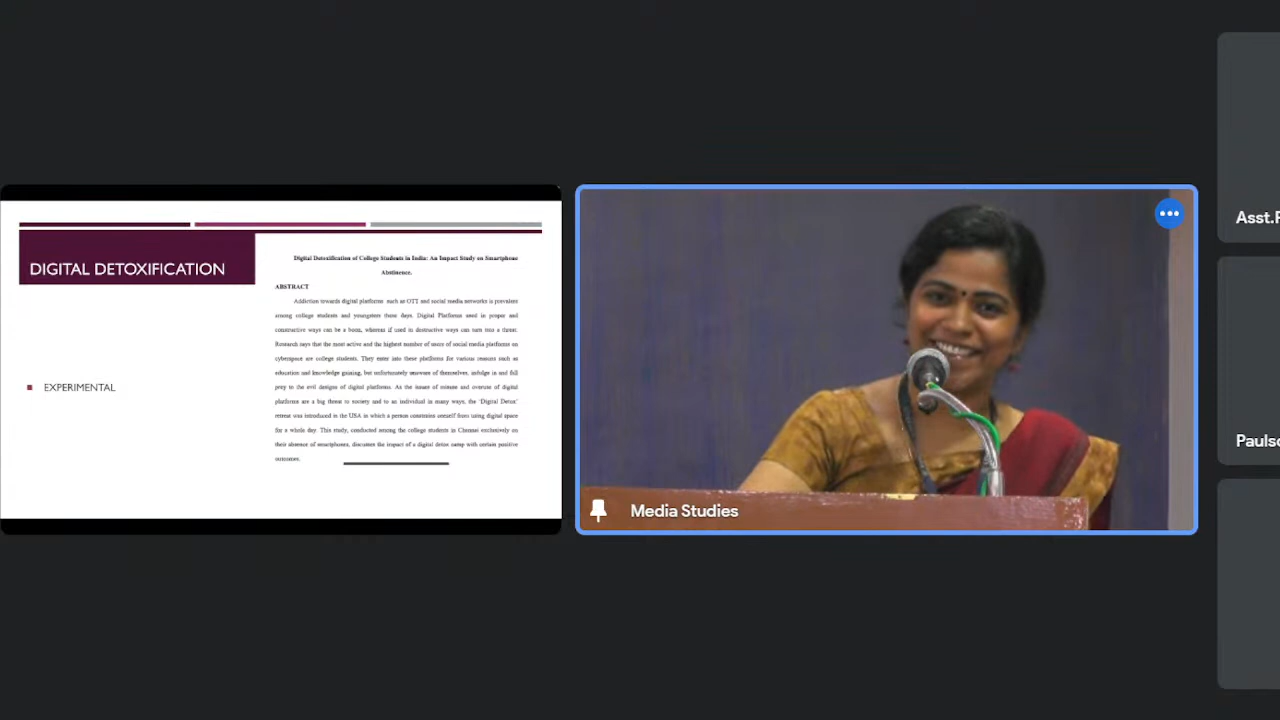 DIGITAL DETOXIFICATION
EXPERIMENTAL
Digital Detoxification of College Students in India: An Impact Study on Smartphone
Abstinence.
ABSTRACT
Addiction towards digital platforms such as OTT and social media networks is prevalent
among college students and youngsters these days. Digital Platforms used in proper and
constructive ways can be a boon, whereas if used in destructive ways can turn into a threat.
Research says that the most active and the highest number of users of social media platforms on
cyberspace are college students. They enter into these platforms for various reasons such as
education and knowledge gaining, but unfortunately unaware of themselves, indulge in and fall
prey to the evil designs of digital platforms. As the issues of misuse and overuse of digital
platforms are a big threat to society and to an individual in many ways, the 'Digital Detox'
retreat was introduced in the USA in which a person constrains oneself from using digital space
for a whole day. This study, conducted among the college students in Chennai exclusively on
their absence of smartphones, discusses the impact of a digital detox camp with certain positive
outcomes.
Media Studies
Asst.